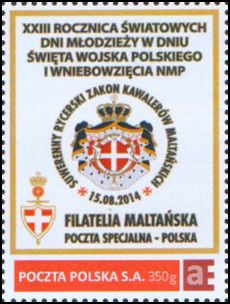 XXIII ROCZNICA ŚWIATOWYCH
DNI MŁODZIEŻY W DNIU
ŚWIĘTA WOJSKA POLSKIEGO
I WNIEBOWZIĘCIA NMP
SUWERENNY RYCERSKI ZAKON KAWALERÓW MALTAŃSKICH
* 15.08.2014 *
FILATELIA MALTAŃSKA
POCZTA SPECJALNA - POLSKA
POCZTA POLSKA S.A. 350g a